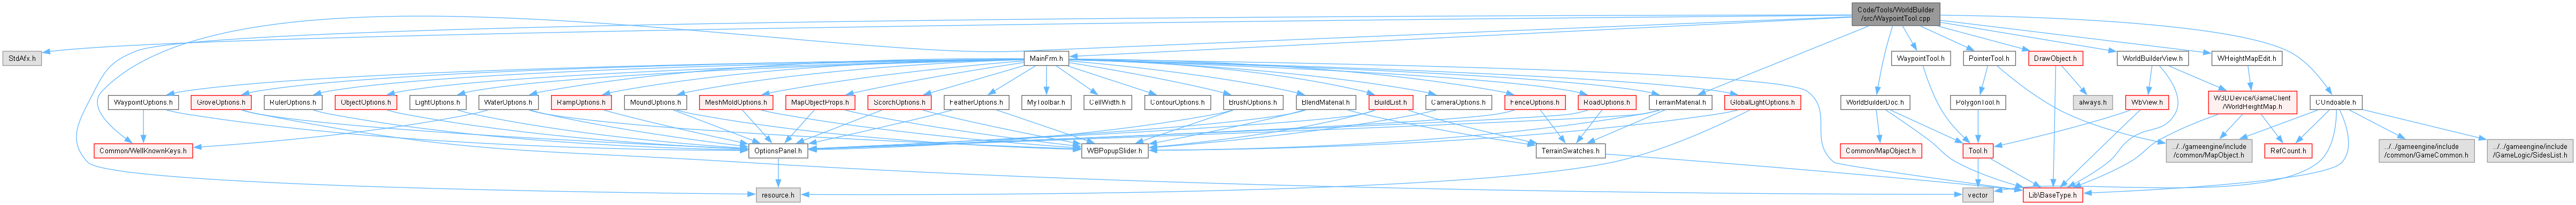 Code/Tools/WorldBuilder
/src/WaypointTool.cpp
StdAfx.h
MainFrm.h
WaypointTool.h
PointerTool.h
DrawObject.h
WorldBuilderView.h
WHeightMapEdit.h
WaypointOptions.h
GroveOptions.h
RulerOptions.h
ObjectOptions.h
LightOptions.h
WaterOptions.h
RampOptions.h
MoundOptions.h
MeshMoldOptions.h
MapObjectProps.h
ScorchOptions.h
FeatherOptions.h
MyToolbar.h
CellWidth.h
ContourOptions.h
BrushOptions.h
BlendMaterial.h
BuildList.h
CameraOptions.h
FenceOptions.h
RoadOptions.h
TerrainMaterial.h
GlobalLightOptions.h
WorldBuilderDoc.h
PolygonTool.h
always.h
WbView.h
W3DDevice/GameClient
/WorldHeightMap.h
CUndoable.h
Common/WellKnownKeys.h
OptionsPanel.h
WBPopupSlider.h
TerrainSwatches.h
Common/MapObject.h
Tool.h
../../gameengine/include
/common/MapObject.h
RefCount.h
../../gameengine/include
/common/GameCommon.h
../../gameengine/include
/GameLogic/SidesList.h
resource.h
vector
Lib\BaseType.h